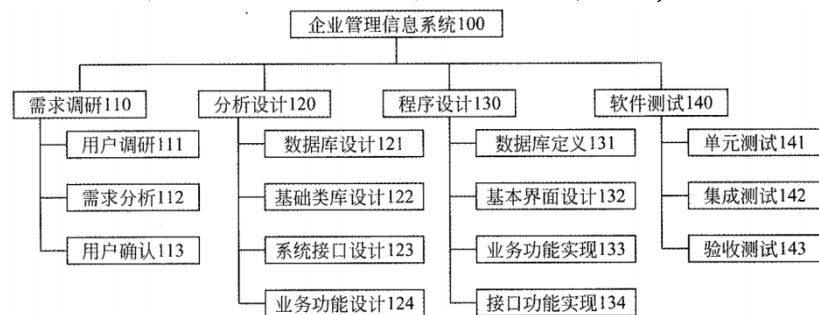 企业管理信息系统100
需求调研110
分析设计120
程序设计130
软件测试140
用户调研111
数据库设计121
数据库定义131
单元测试141
需求分析112
基础类库设计122
基本界面设计132
集成测试142
用户确认113
系统接口设计123
业务功能实现133
验收测试143
业务功能设计124
接口功能实现134